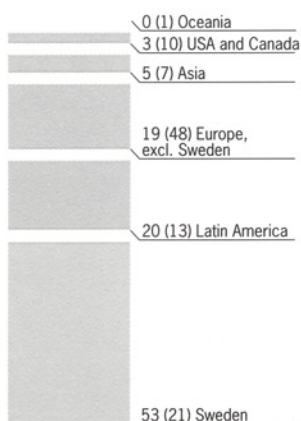 0 (1) Oceania
3 (10) USA and Canada
5 (7) Asia
19 (48) Europe,
excl. Sweden
20 (13) Latin America
53 (21) Sweden